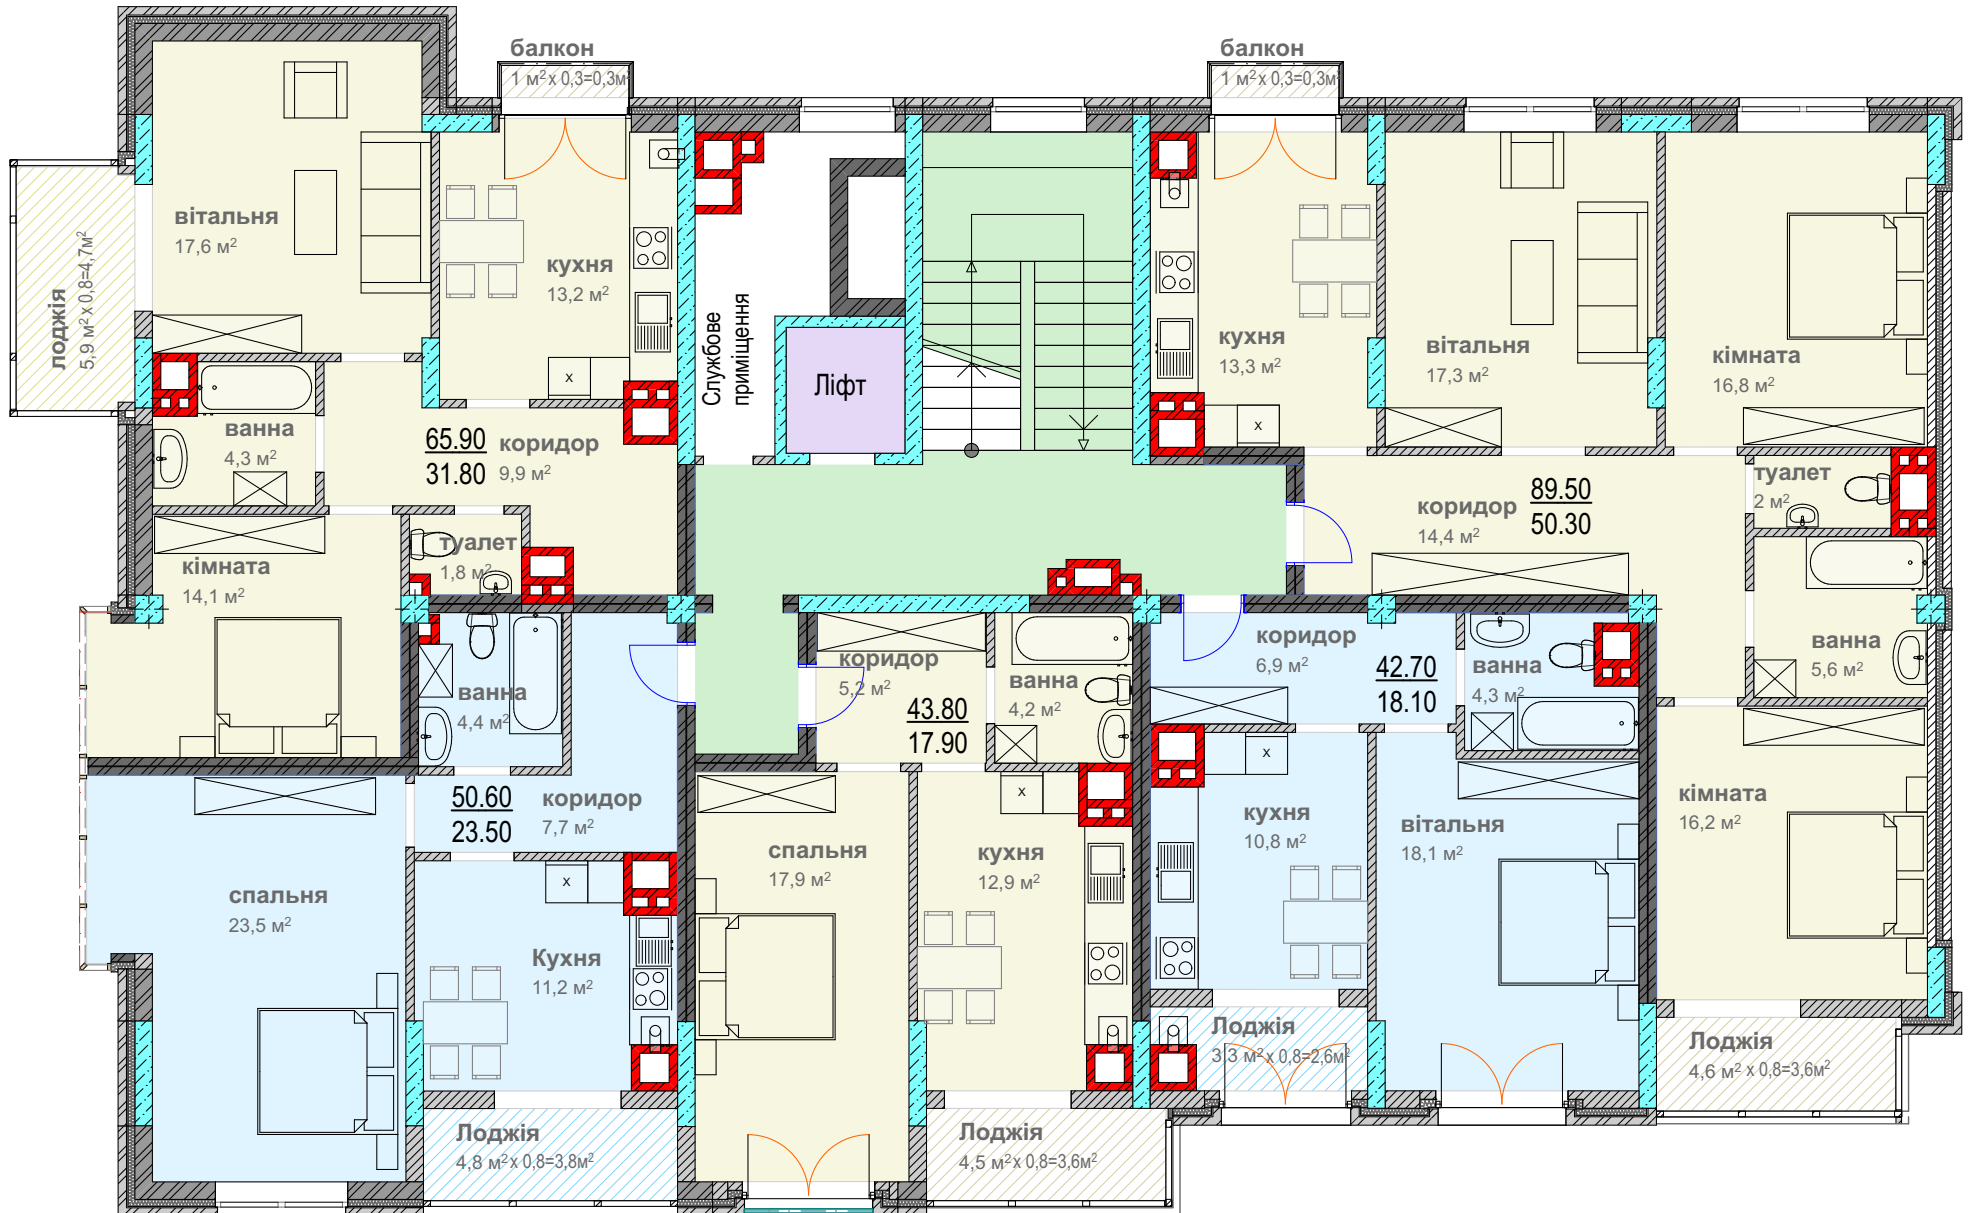 балкон
1 м² x 0,3=0,3м²
балкон
1 м² x 0,3=0,3м²
вітальня
17,6 м²
лоджія
5,9 м² x 0,8=4,7м²
кухня
13,2 м²
Службове
приміщення
Ліфт
кухня
13,3 м²
вітальня
17,3 м²
кімната
16,8 м²
ванна
4,3 м²
65.90
31.80
коридор
9,9 м²
туалет
1,8 м²
кімната
14,1 м²
коридор
14,4 м²
89.50
50.30
туалет
2 м²
ванна
5,6 м²
ванна
4,4 м²
коридор
5,2 м²
43.80
17.90
ванна
4,2 м²
коридор
6,9 м²
42.70
18.10
ванна
4,3 м²
50.60
23.50
коридор
7,7 м²
спальня
23,5 м²
Кухня
11,2 м²
спальня
17,9 м²
кухня
12,9 м²
кухня
10,8 м²
вітальня
18,1 м²
кімната
16,2 м²
Лоджія
4,8 м² x 0,8=3,8м²
Лоджія
4,5 м² x 0,8=3,6м²
Лоджія
3,3 м² x 0,8=2,6м²
Лоджія
4,6 м² x 0,8=3,6м²
x
x
x
x
x